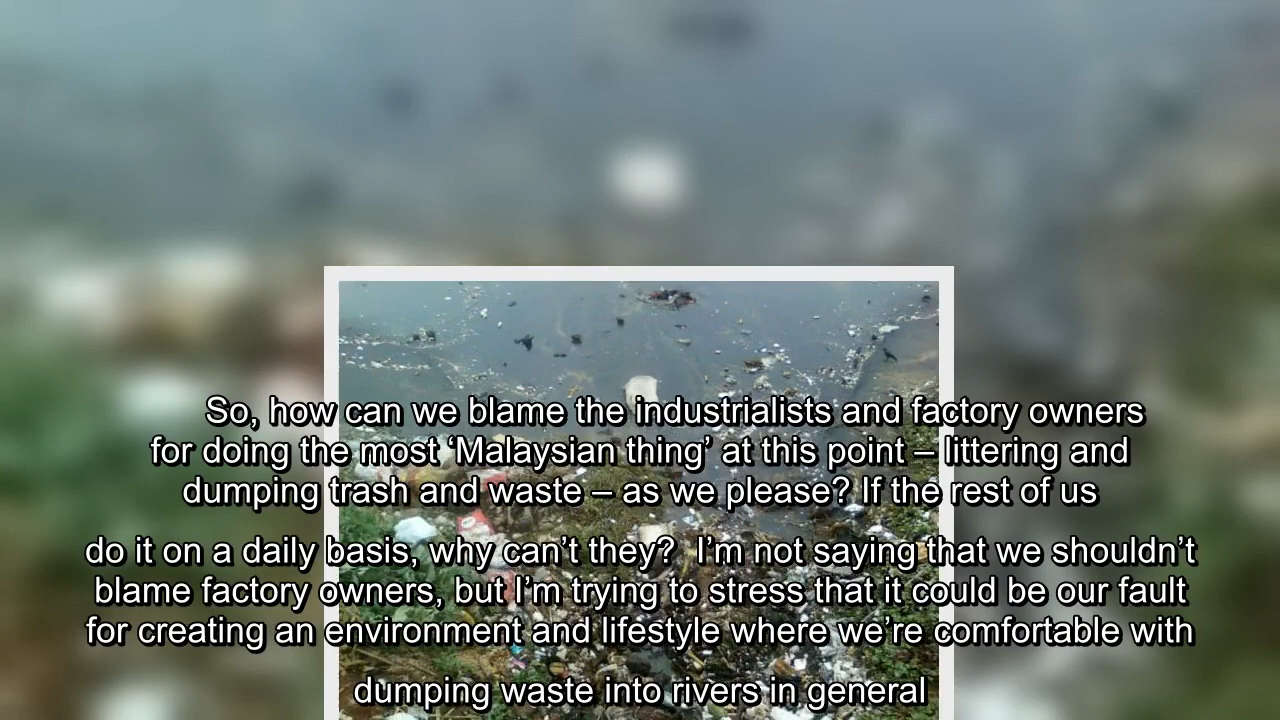 So, how can we blame the industrialists and factory owners
for doing the most ‘Malaysian thing’ at this point – littering and
dumping trash and waste – as we please? If the rest of us
do it on a daily basis, why can’t they?  I’m not saying that we shouldn’t
blame factory owners, but I’m trying to stress that it could be our fault
for creating an environment and lifestyle where we’re comfortable with
dumping waste into rivers in general